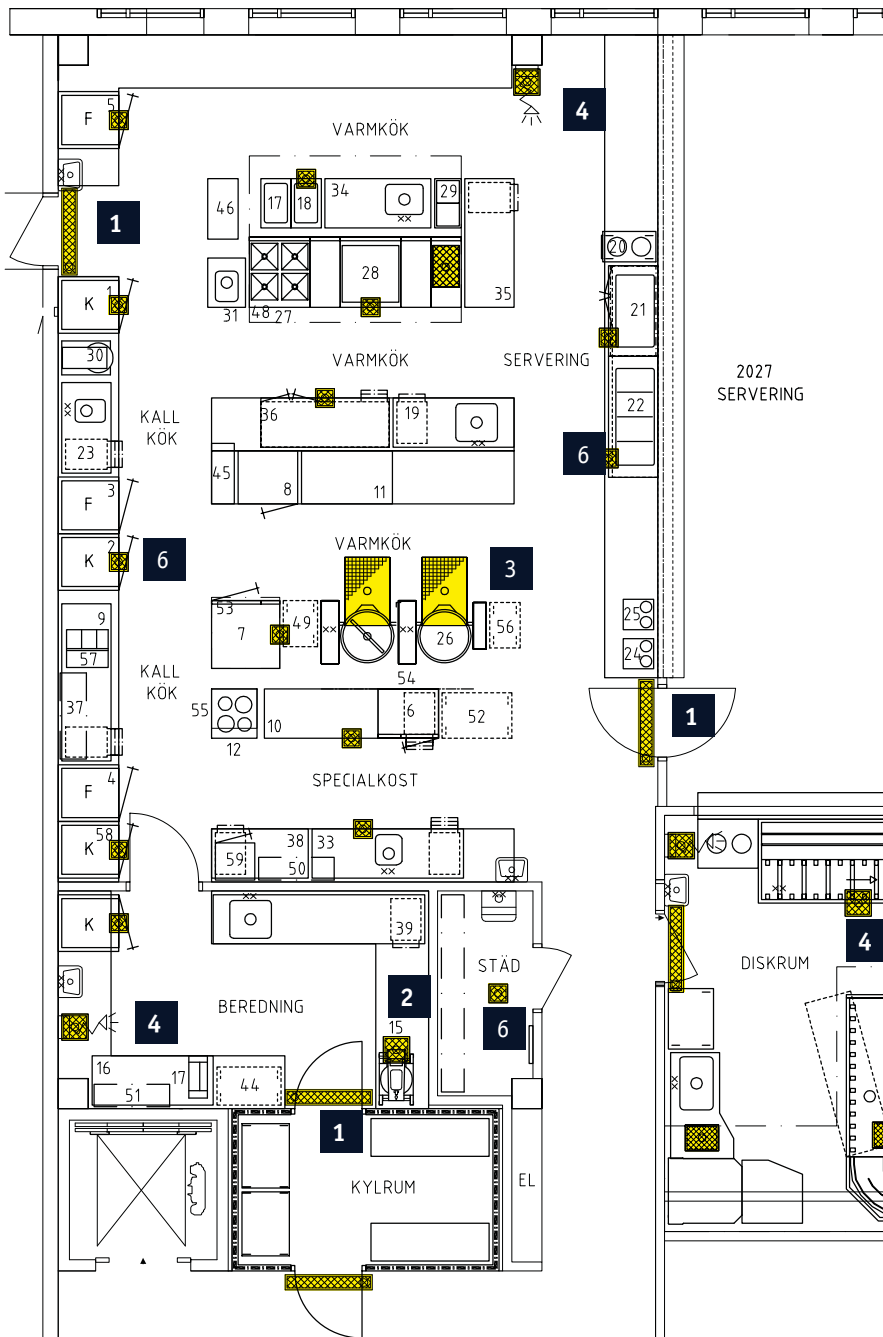 5
F
VARMKÖK
4
17
18
34
29
46
1
28
35
1
K
31
48
27
20
21
30
VARMKÖK
SERVERING
2027
SERVERING
22
36
19
KALL
KÖK
23
45
8
11
6
3
F
2
K
6
VARMKÖK
3
9
53
7
49
26
56
25
24
57
54
KALL
KÖK
37
55
12
10
6
52
1
SPECIALKOST
4
F
58
K
59
38
50
33
K
39
STÄD
DISKRUM
4
BEREDNING
2
4
15
6
16
17
51
44
1
KYLRUM
EL